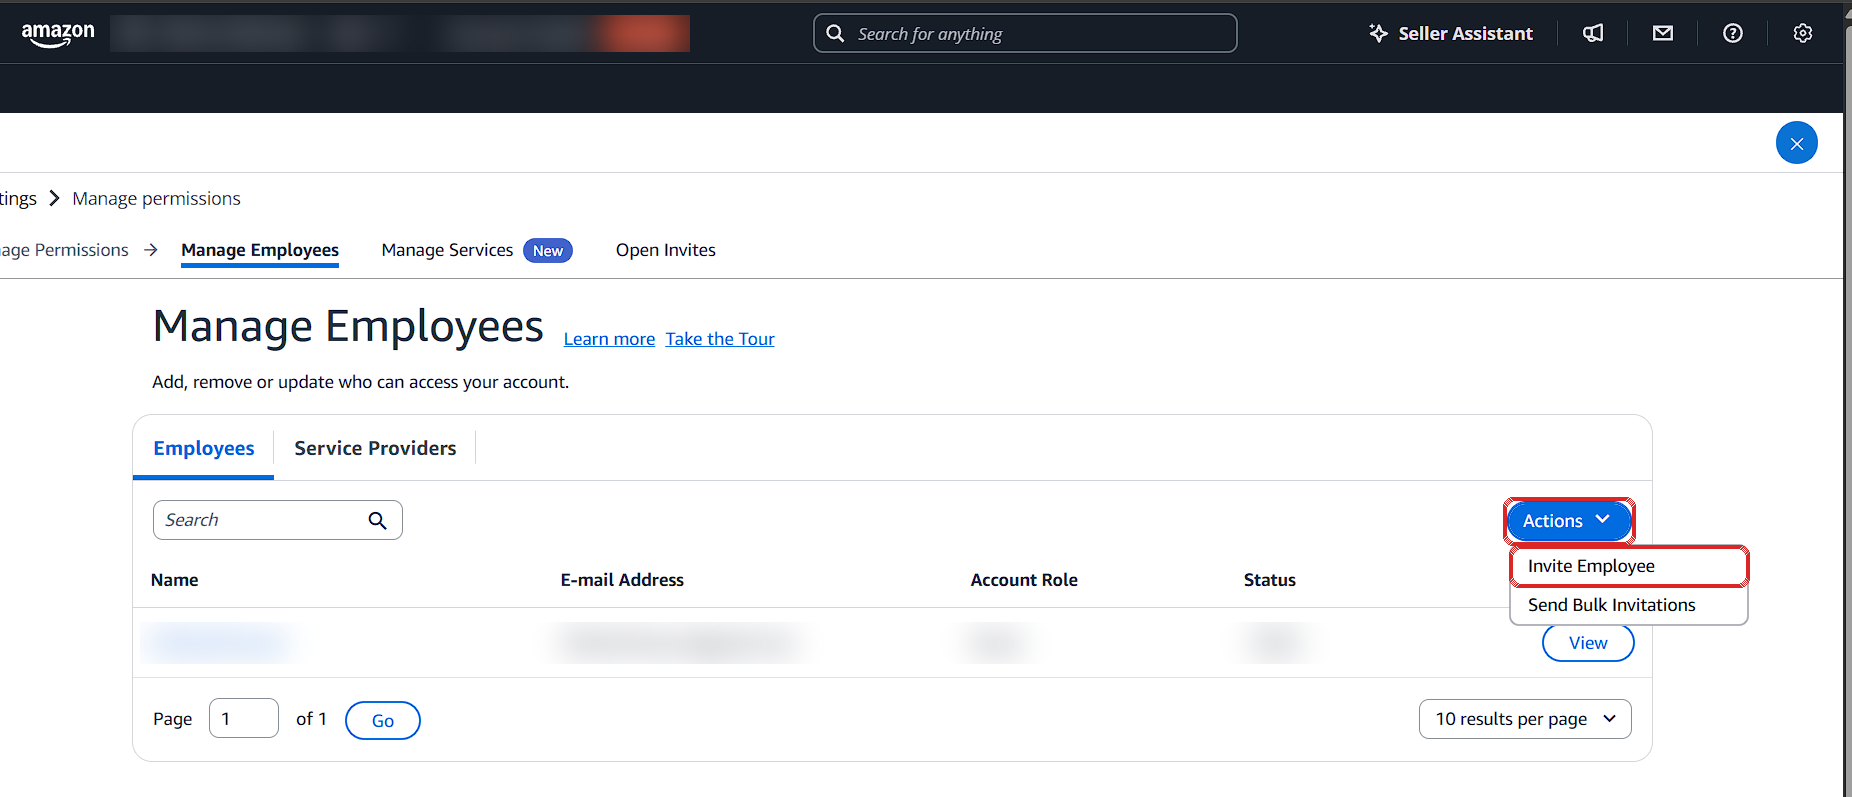 amazon
Search for anything
Seller Assistant
tings > Manage permissions
age Permissions → Manage Employees Manage Services New Open Invites
Manage Employees Learn more Take the Tour
Add, remove or update who can access your account.
Employees Service Providers
Search
Actions
Invite Employee
Send Bulk Invitations
Name E-mail Address Account Role Status
View
Page 1 of 1 Go
10 results per page